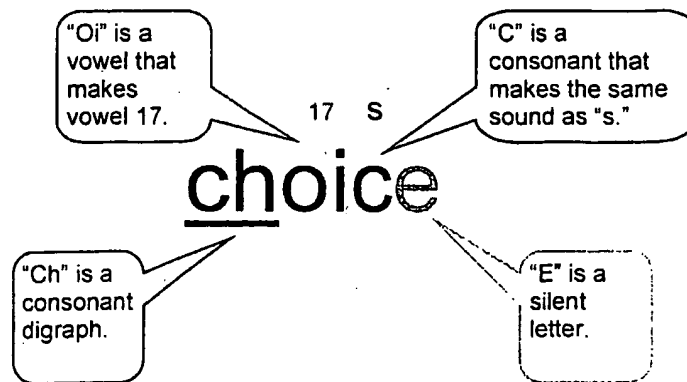 "Oi" is a
vowel that
makes
vowel 17.
"C" is a
consonant that
makes the same
sound as "s."
17 S
choice
"Ch" is a
consonant
digraph.
"E" is a
silent
letter.